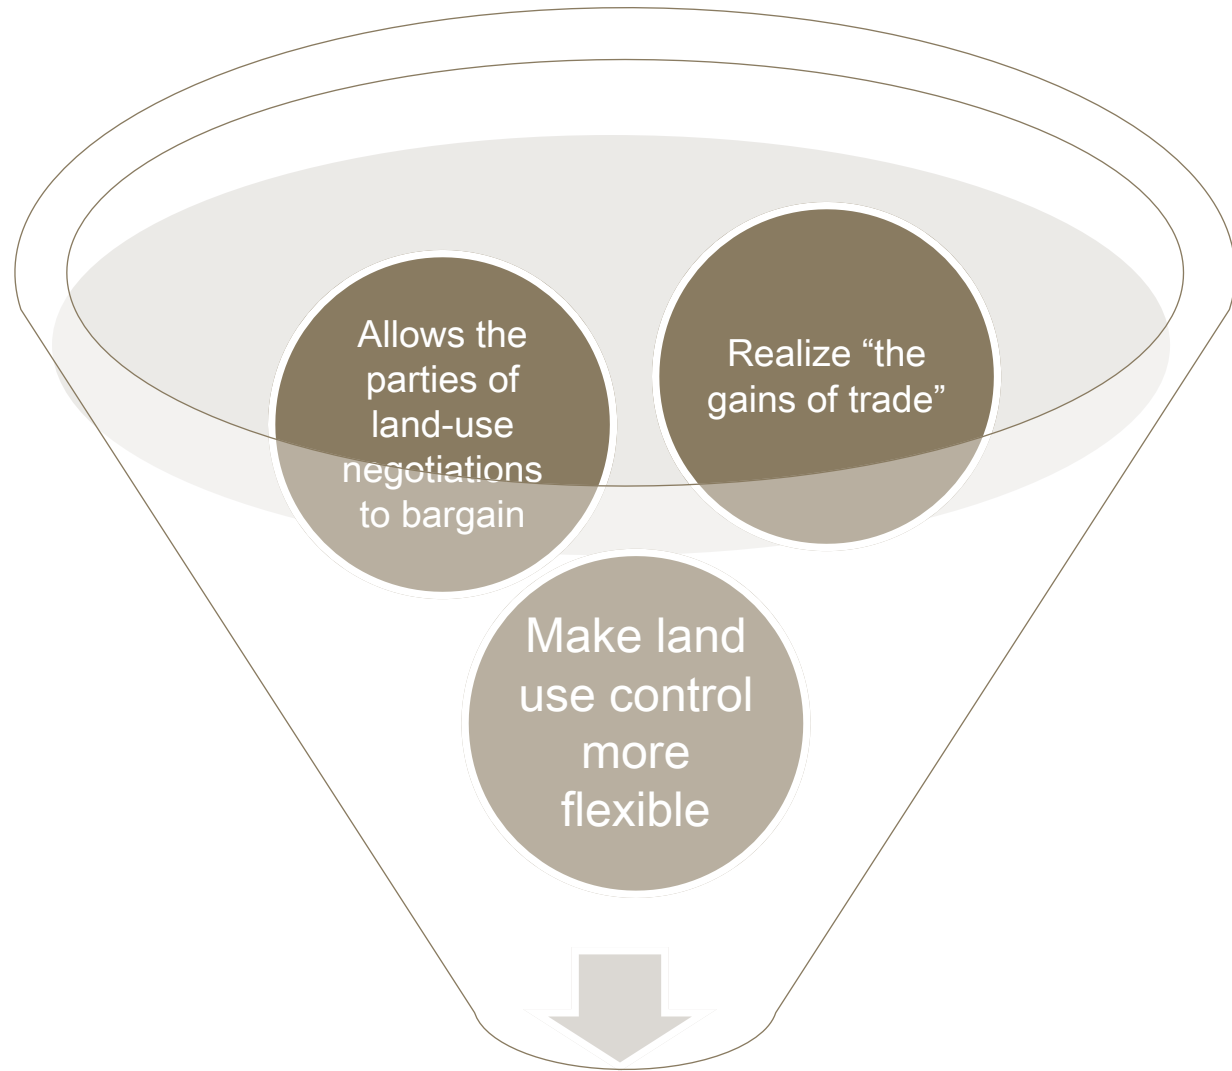 Allows the
parties of
land-use
negotiations
to bargain
Realize “the
gains of trade”
Make land
use control
more
flexible